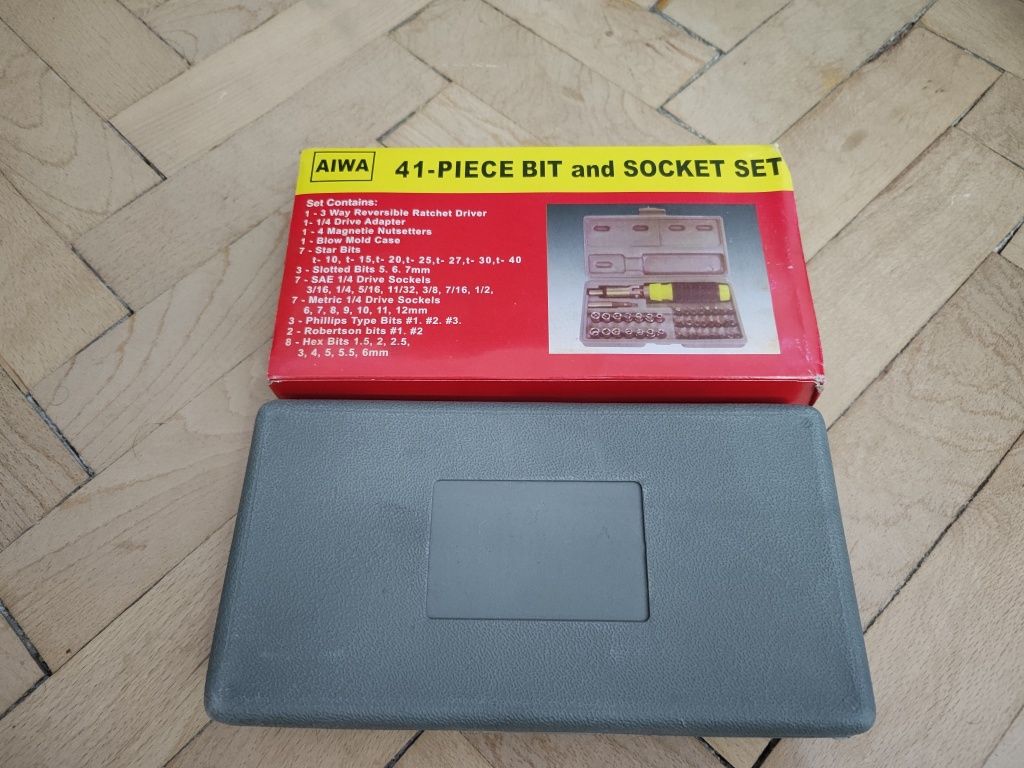 AIWA 41-PIECE BIT and SOCKET SET
Set Contains:
1 - 3 Way Reversible Ratchet Driver
1- 1/4 Drive Adapter
1 - 4 Magnetie Nutsetters
1 - Blow Mold Case
7 - Star Bits
t- 10, t- 15,t- 20,t- 25,t- 27,t- 30,t- 40
3 - Slotted Bits 5. 6. 7mm
7 - SAE 1/4 Drive Sockels
3/16, 1/4, 5/16, 11/32, 3/8, 7/16, 1/2,
7 - Metric 1/4 Drive Sockels
6, 7, 8, 9, 10, 11, 12mm
3 - Phillips Type Bits #1. #2. #3.
2 - Robertson bits #1. #2
8 - Hex Bits 1.5, 2, 2.5,
3, 4, 5, 5.5, 6mm